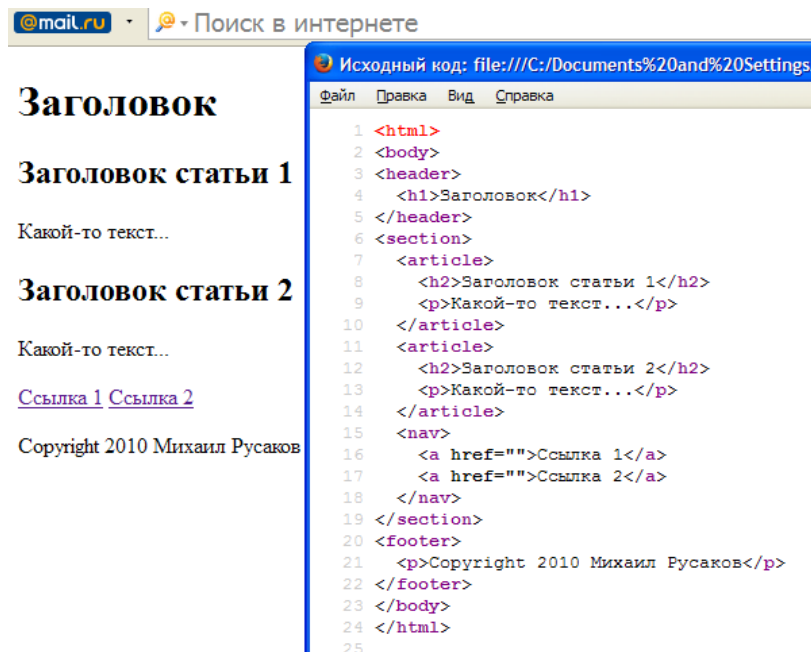 @mail.ru
Поиск в интернете
Заголовок
Заголовок статьи 1
Какой-то текст...
Заголовок статьи 2
Какой-то текст...
Ссылка 1 Ссылка 2
Copyright 2010 Михаил Русаков
Исходный код: file:///C:/Documents%20and%20Settings
Файл Правка Вид Справка
1 <html>
2 <body>
3 <header>
4 <h1>Заголовок</h1>
5 </header>
6 <section>
7 <article>
8 <h2>Заголовок статьи 1</h2>
9 <p>Какой-то текст...</p>
10 </article>
11 <article>
12 <h2>Заголовок статьи 2</h2>
13 <p>Какой-то текст...</p>
14 </article>
15 <nav>
16 <a href="">Ссылка 1</a>
17 <a href="">Ссылка 2</a>
18 </nav>
19 </section>
20 <footer>
21 <p>Copyright 2010 Михаил Русаков</p>
22 </footer>
23 </body>
24 </html>
25